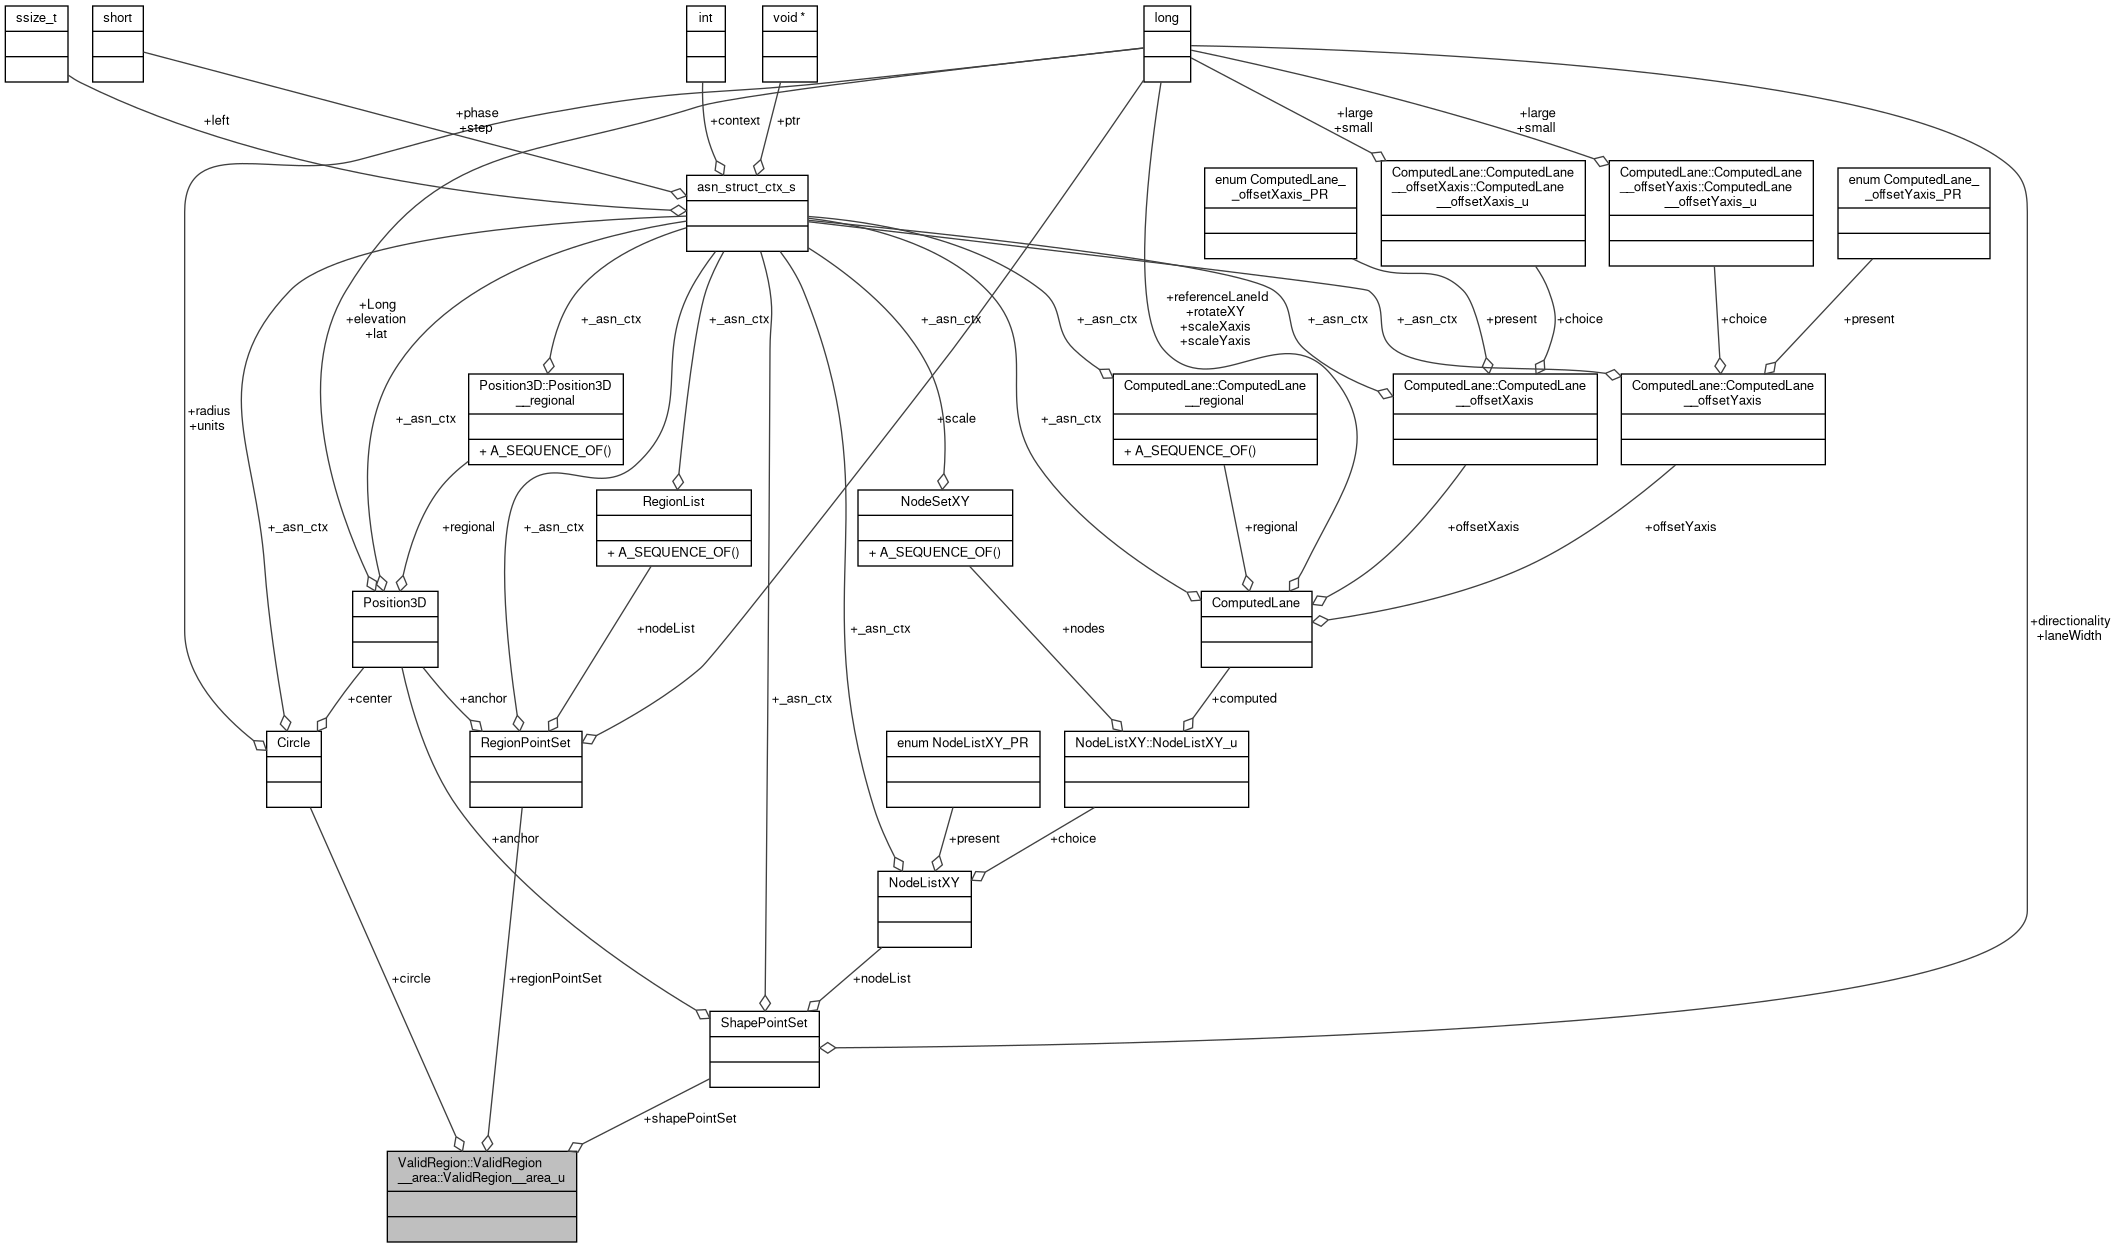 ssize_t
short
int
void *
long
+left
+phase
+step
+context
+ptr
+large
+small
+large
+small
asn_struct_ctx_s
enum ComputedLane_
_offsetXaxis_PR
ComputedLane::ComputedLane
__offsetXaxis::ComputedLane
__offsetXaxis_u
ComputedLane::ComputedLane
__offsetYaxis::ComputedLane
__offsetYaxis_u
enum ComputedLane_
_offsetYaxis_PR
+Long
+elevation
+lat
+_asn_ctx
+_asn_ctx
+_asn_ctx
+_asn_ctx
+referenceLaneId
+rotateXY
+scaleXaxis
+scaleYaxis
+_asn_ctx
+_asn_ctx
+present
+choice
+choice
+present
+radius
+units
+_asn_ctx
Position3D::Position3D
__regional
+ A_SEQUENCE_OF()
+scale
+_asn_ctx
ComputedLane::ComputedLane
__regional
+ A_SEQUENCE_OF()
ComputedLane::ComputedLane
__offsetXaxis
ComputedLane::ComputedLane
__offsetYaxis
+_asn_ctx
+regional
+_asn_ctx
RegionList
+ A_SEQUENCE_OF()
NodeSetXY
+ A_SEQUENCE_OF()
+regional
+offsetXaxis
+offsetYaxis
Position3D
+nodeList
+_asn_ctx
+nodes
ComputedLane
+directionality
+laneWidth
+center
+anchor
+_asn_ctx
+computed
Circle
RegionPointSet
enum NodeListXY_PR
NodeListXY::NodeListXY_u
+anchor
+present
+choice
NodeListXY
+circle
+regionPointSet
+nodeList
ShapePointSet
+shapePointSet
ValidRegion::ValidRegion
__area::ValidRegion__area_u